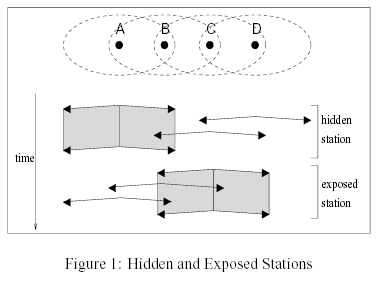 A B C D
hidden
station
time
exposed
station
Figure 1: Hidden and Exposed Stations